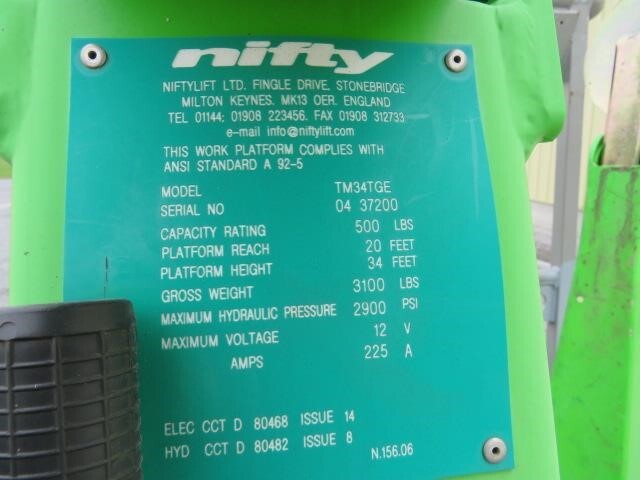 nifty
NIFTYLIFT LTD. FINGLE DRIVE, STONEBRIDGE
MILTON KEYNES. MK13 OER. ENGLAND
TEL 01144: 01908 223456. FAX 01908 312733
e-mail info@niftylift.com
THIS WORK PLATFORM COMPLIES WITH
ANSI STANDARD A 92-5
MODEL TM34TGE
SERIAL NO 04 37200
CAPACITY RATING 500 LBS
PLATFORM REACH 20 FEET
PLATFORM HEIGHT 34 FEET
GROSS WEIGHT 3100 LBS
MAXIMUM HYDRAULIC PRESSURE 2900 PSI
MAXIMUM VOLTAGE 12 V
AMPS 225 A
ELEC CCT D 80468 ISSUE 14
HYD CCT D 80482 ISSUE 8
N.156.06